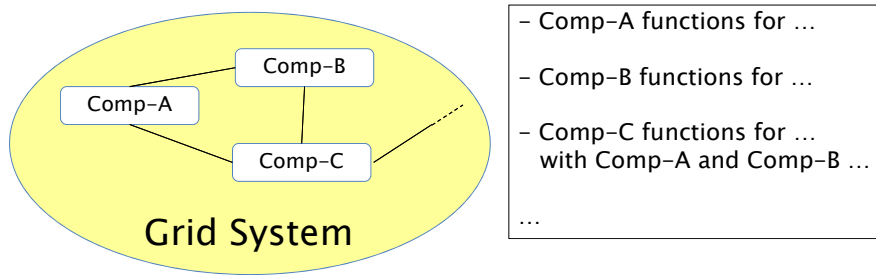 Comp-B
Comp-A
Comp-C
Grid System
– Comp-A functions for …
– Comp-B functions for …
– Comp-C functions for …
with Comp-A and Comp-B …
…